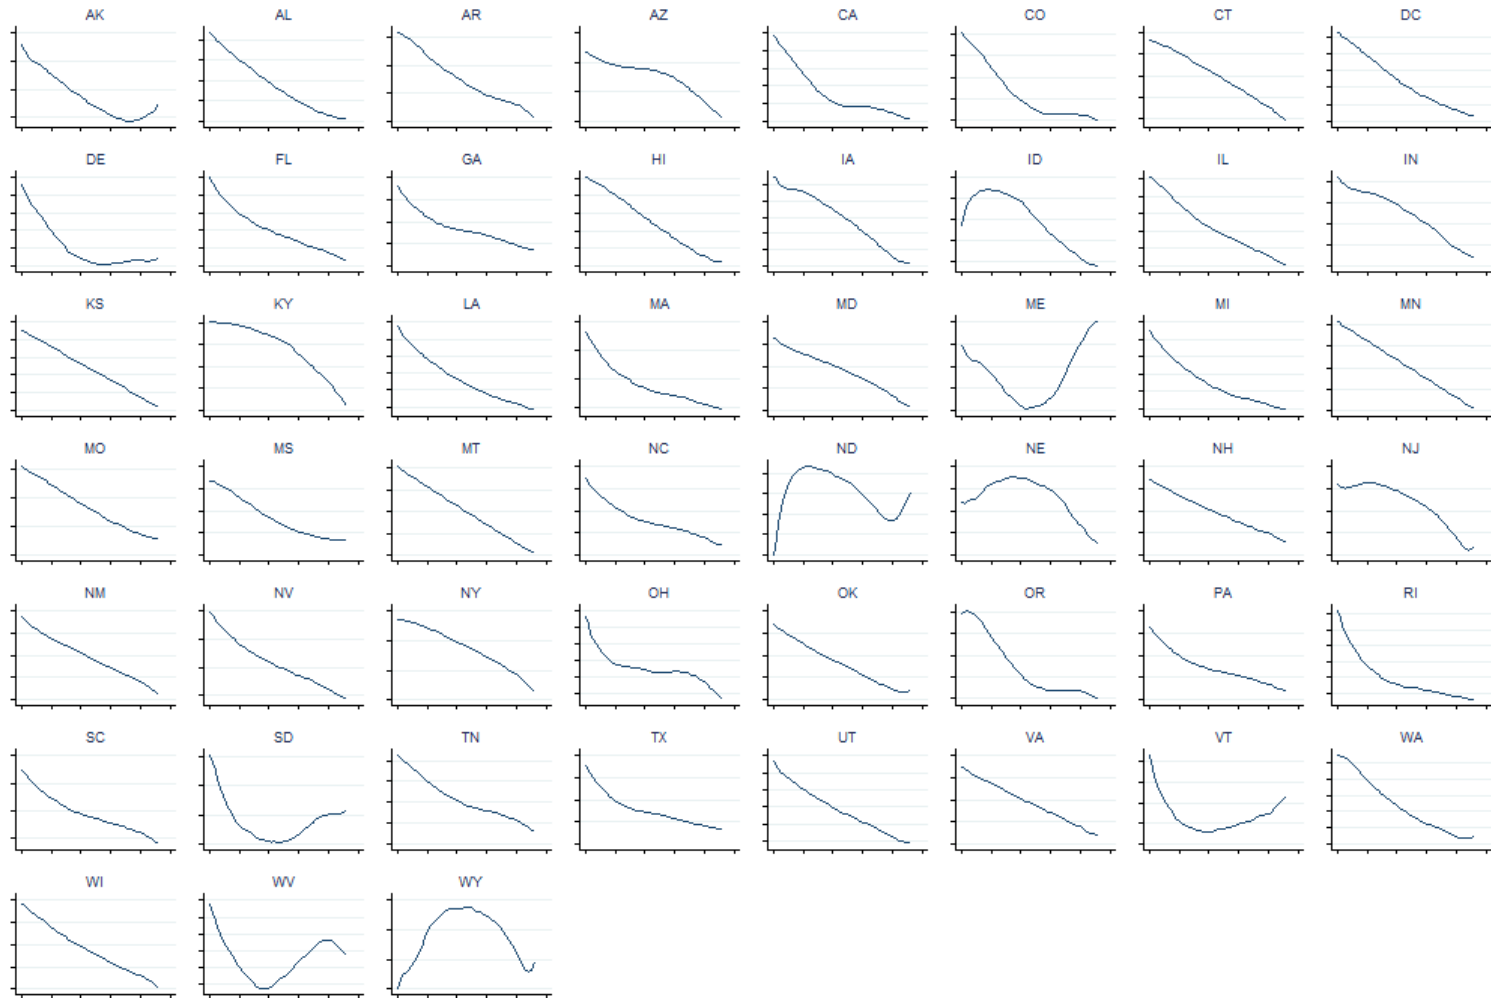 AK AL AR AZ CA CO CT DC
DE FL GA HI IA ID IL IN
KS KY LA MA MD ME MI MN
MO MS MT NC ND NE NH NJ
NM NV NY OH OK OR PA RI
SC SD TN TX UT VA VT WA
WI WV WY